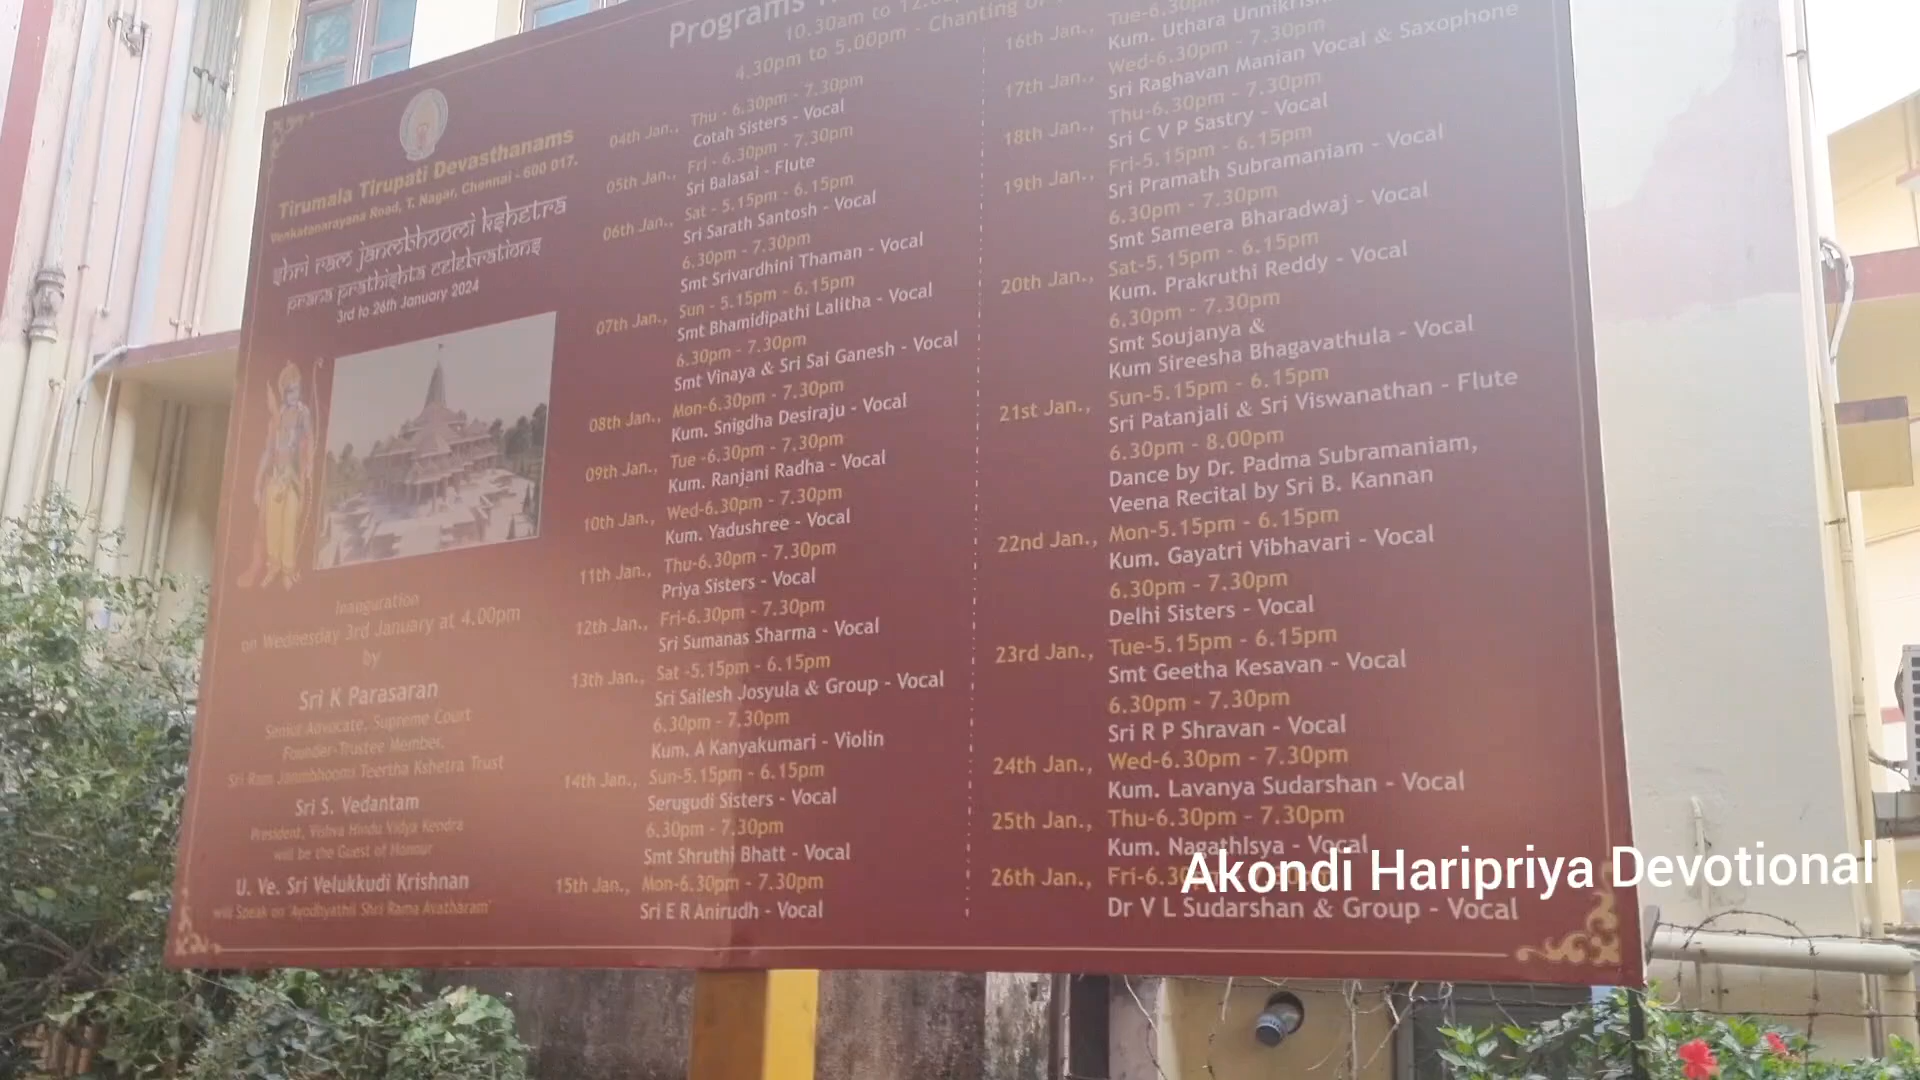 Tirumala Tirupati Devasthanams
Venkatanarayana Road, T. Nagar, Chennai - 600 017.
shri ram janmbhoomi kshetra
prana prathishta celebrations
3rd to 26th January 2024
Inauguration
on Wednesday 3rd January at 4.00pm
by
Sri K Parasaran
Senior Advocate, Supreme Court
Founder-Trustee Member,
Sri Ram Janmbhoomi Teertha Kshetra Trust
Sri S. Vedantam
President, Vishva Hindu Vidya Kendra
will be the Guest of Honour
U. Ve. Sri Velukkudi Krishnan
will Speak on 'Ayodhyathil Shri Rama Avatharam'
Programs
10.30am to
4.30pm to 5.00pm - Chanting
04th Jan., Thu - 6.30pm - 7.30pm
Cotah Sisters - Vocal
05th Jan., Fri - 6.30pm - 7.30pm
Sri Balasai - Flute
06th Jan., Sat - 5.15pm - 6.15pm
Sri Sarath Santosh - Vocal
6.30pm - 7.30pm
Smt Srivardhini Thaman - Vocal
07th Jan., Sun - 5.15pm - 6.15pm
Smt Bhamidipathi Lalitha - Vocal
6.30pm - 7.30pm
Smt Vinaya & Sri Sai Ganesh - Vocal
08th Jan., Mon-6.30pm - 7.30pm
Kum. Snigdha Desiraju - Vocal
09th Jan., Tue -6.30pm - 7.30pm
Kum. Ranjani Radha - Vocal
10th Jan., Wed-6.30pm - 7.30pm
Kum. Yadushree - Vocal
11th Jan., Thu-6.30pm - 7.30pm
Priya Sisters - Vocal
12th Jan., Fri-6.30pm - 7.30pm
Sri Sumanas Sharma - Vocal
13th Jan., Sat -5.15pm - 6.15pm
Sri Sailesh Josyula & Group - Vocal
6.30pm - 7.30pm
Kum. A Kanyakumari - Violin
14th Jan., Sun-5.15pm - 6.15pm
Serugudi Sisters - Vocal
6.30pm - 7.30pm
Smt Shruthi Bhatt - Vocal
15th Jan., Mon-6.30pm - 7.30pm
Sri E R Anirudh - Vocal
16th Jan., Tue-6.30pm
Kum. Uthara
17th Jan., Wed-6.30pm - 7.30pm
Sri Raghavan Manian Vocal & Saxophone
18th Jan., Thu-6.30pm - 7.30pm
Sri C V P Sastry - Vocal
19th Jan., Fri-5.15pm - 6.15pm
Sri Pramath Subramaniam - Vocal
6.30pm - 7.30pm
Smt Sameera Bharadwaj - Vocal
20th Jan., Sat-5.15pm - 6.15pm
Kum. Prakruthi Reddy - Vocal
6.30pm - 7.30pm
Smt Soujanya &
Kum Sireesha Bhagavathula - Vocal
21st Jan., Sun-5.15pm - 6.15pm
Sri Patanjali & Sri Viswanathan - Flute
6.30pm - 8.00pm
Dance by Dr. Padma Subramaniam,
Veena Recital by Sri B. Kannan
22nd Jan., Mon-5.15pm - 6.15pm
Kum. Gayatri Vibhavari - Vocal
6.30pm - 7.30pm
Delhi Sisters - Vocal
23rd Jan., Tue-5.15pm - 6.15pm
Smt Geetha Kesavan - Vocal
6.30pm - 7.30pm
Sri R P Shravan - Vocal
24th Jan., Wed-6.30pm - 7.30pm
Kum. Lavanya Sudarshan - Vocal
25th Jan., Thu-6.30pm - 7.30pm
Kum. Nagathlsya - Vocal
26th Jan., Fri-6.30
Dr V L Sudarshan & Group - Vocal
Akondi Haripriya Devotional